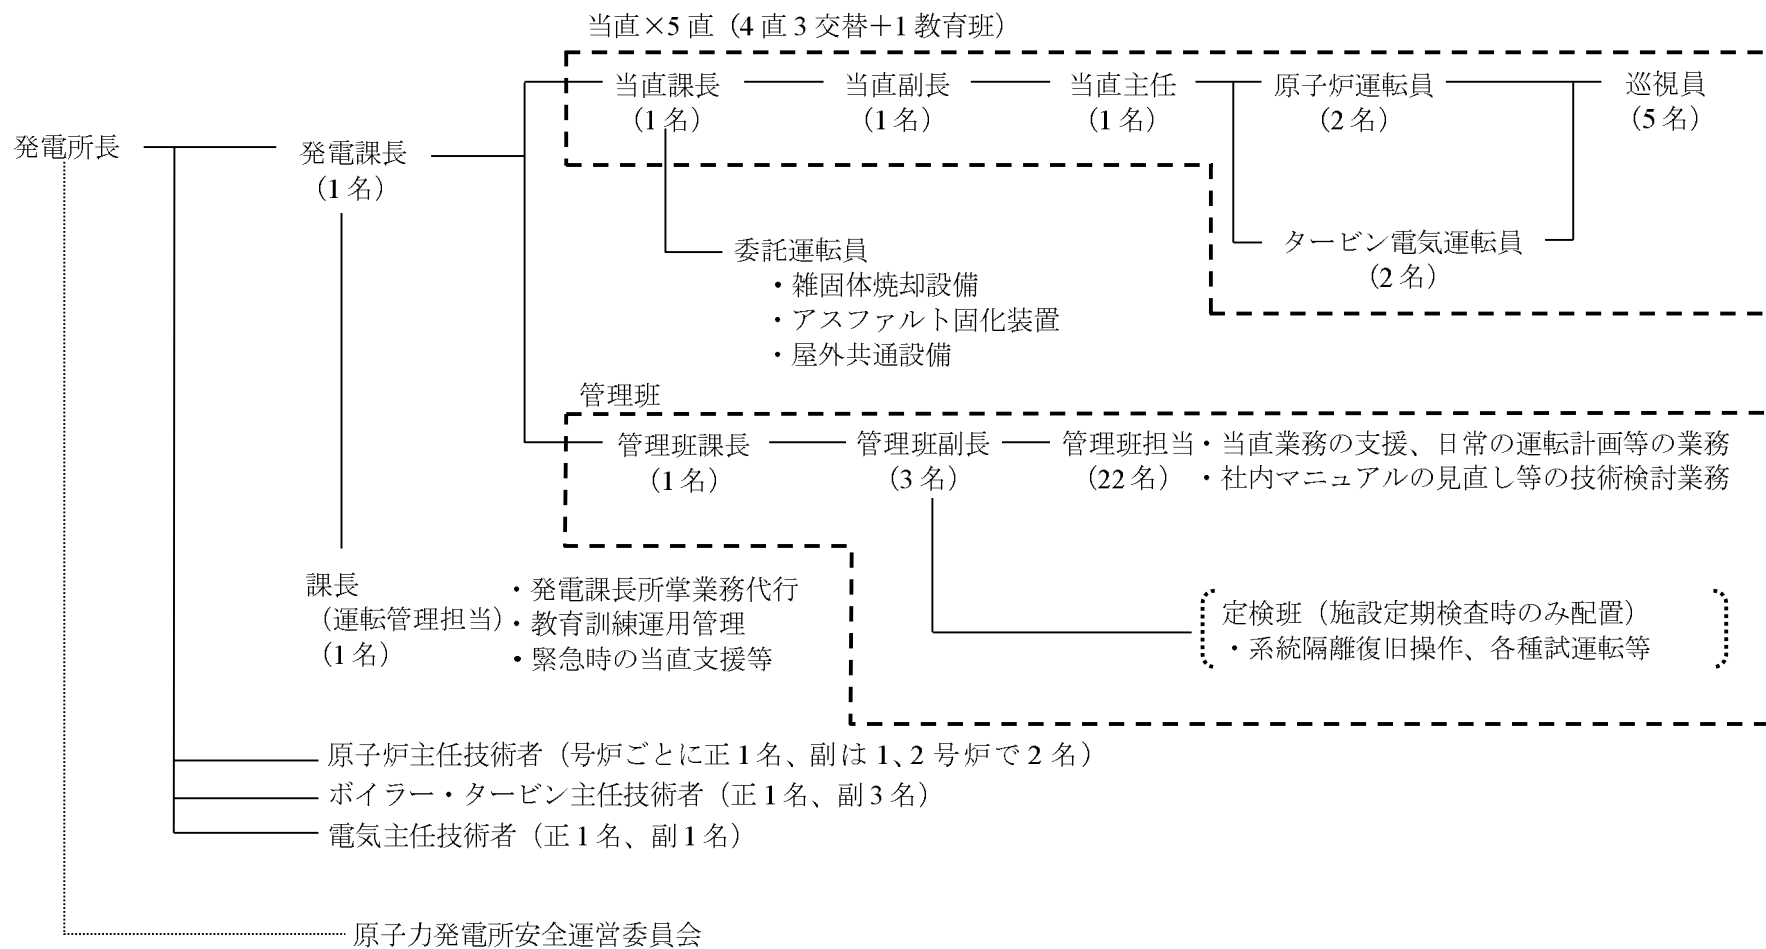 当直×5直（4直3交替＋1教育班）
当直課長
（1名）
当直副長
（1名）
当直主任
（1名）
原子炉運転員
（2名）
巡視員
（5名）
発電所長
発電課長
（1名）
タービン電気運転員
（2名）
委託運転員
・雑固体焼却設備
・アスファルト固化装置
・屋外共通設備
管理班
管理班課長
（1名）
管理班副長
（3名）
管理班担当
（22名）
・当直業務の支援、日常の運転計画等の業務
・社内マニュアルの見直し等の技術検討業務
課長
（運転管理担当）
（1名）
・発電課長所掌業務代行
・教育訓練運用管理
・緊急時の当直支援等
定検班（施設定期検査時のみ配置）
・系統隔離復旧操作、各種試運転等
原子炉主任技術者（号炉ごとに正1名、副は1、2号炉で2名）
ボイラー・タービン主任技術者（正1名、副3名）
電気主任技術者（正1名、副1名）
原子力発電所安全運営委員会